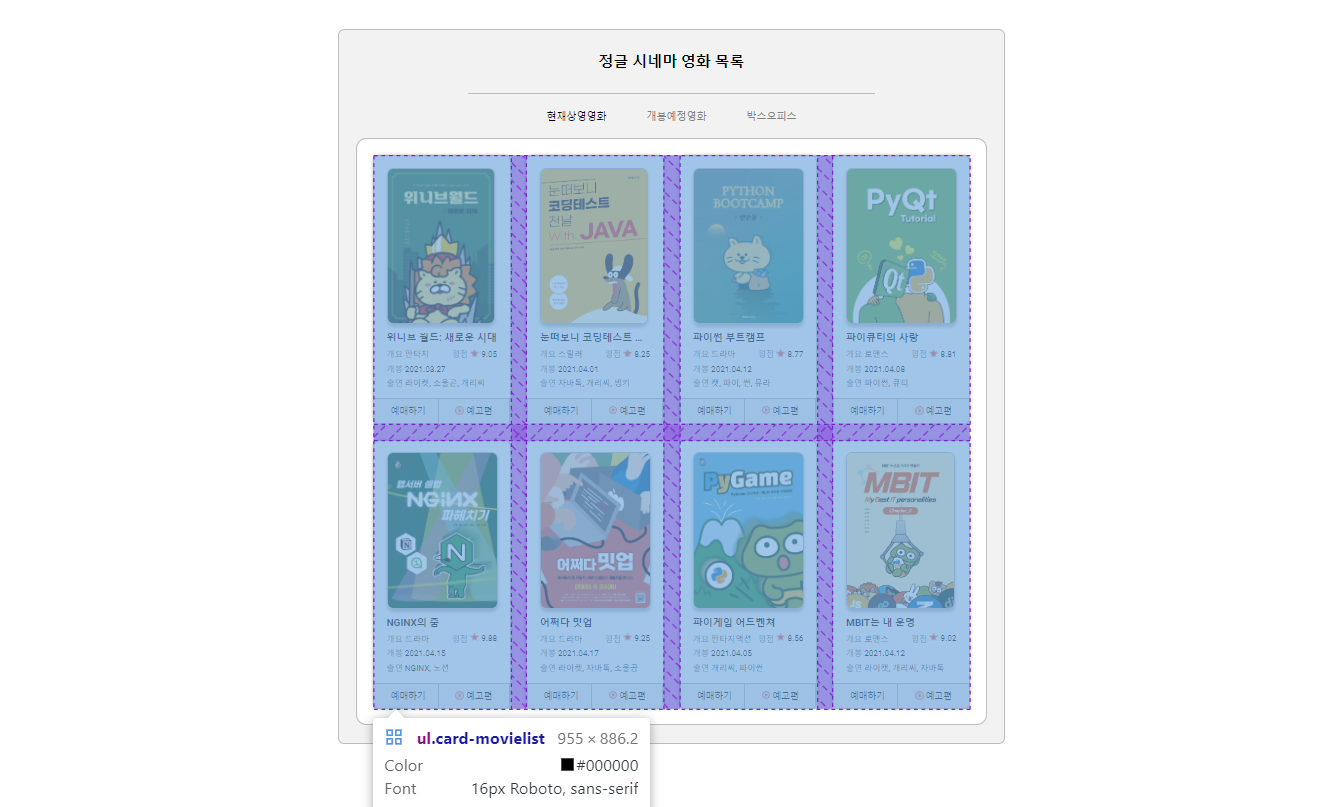 정글 시네마 영화 목록
현재상영영화 개봉예정영화 박스오피스
위니브월드
눈떠보니
코딩테스트
전날
With. JAVA
PYTHON
BOOTCAMP
PyQt
Tutorial
Qt
위니브 월드: 새로운 시대 눈떠보니 코딩테스트 ... 파이썬 부트캠프 파이큐티의 사랑
개요 판타지 평점 ★ 9.05 개요 스릴러 평점 ★ 8.25 개요 드라마 평점 ★ 8.77 개요 로맨스 평점 ★ 8.81
개봉 2021.03.27 개봉 2021.04.01 개봉 2021.04.12 개봉 2021.04.08
출연 라이켓, 소울곤, 개리씨 출연 자바독, 개리씨, 빙키 출연 캣, 파이, 썬, 뮤라 출연 파이썬, 큐티
예매하기 예고편 예매하기 예고편 예매하기 예고편 예매하기 예고편
웹서버 해킹
NGINX
파헤치기
N
어쩌다 밋업
PyGame
MBIT
My Best IT personalities
JS
NGINX의 중 어쩌다 밋업 파이게임 어드벤쳐 MBIT는 내 운명
개요 드라마 평점 ★ 9.88 개요 드라마 평점 ★ 9.25 개요 판타지액션 평점 ★ 8.56 개요 로맨스 평점 ★ 9.02
개봉 2021.04.15 개봉 2021.04.17 개봉 2021.04.05 개봉 2021.04.12
출연 NGINX, 노션 출연 라이켓, 자바독, 소울곰 출연 개리씨, 파이썬 출연 라이켓, 개리씨, 자바독
예매하기 예고편 예매하기 예고편 예매하기 예고편 예매하기 예고편
ul.card-movielist 955 × 886.2
Color #000000
Font 16px Roboto, sans-serif